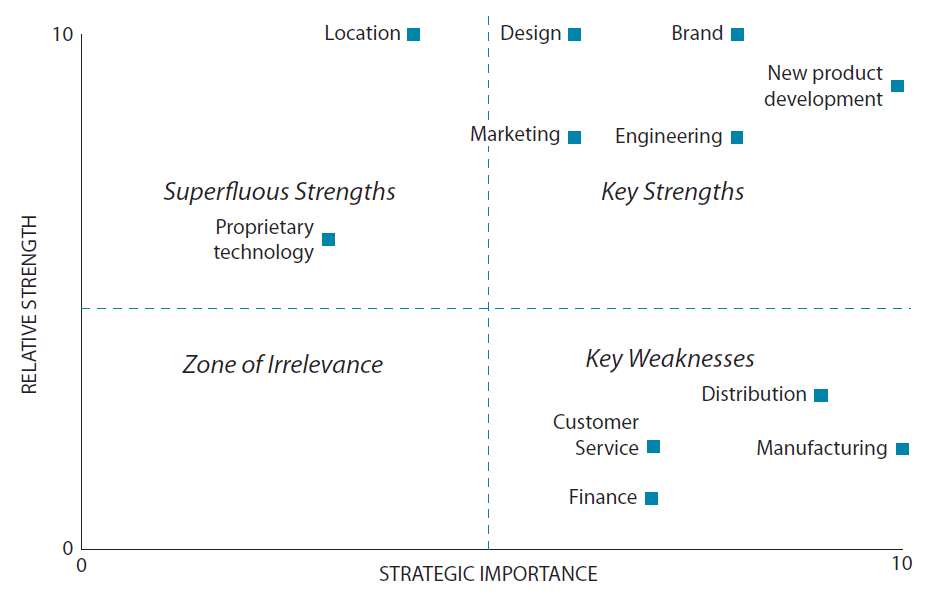 10
Location
Design
Brand
New product
development
Marketing
Engineering
Superfluous Strengths
Key Strengths
Proprietary
technology
RELATIVE STRENGTH
Zone of Irrelevance
Key Weaknesses
Distribution
Customer
Service
Manufacturing
Finance
0
0
10
STRATEGIC IMPORTANCE